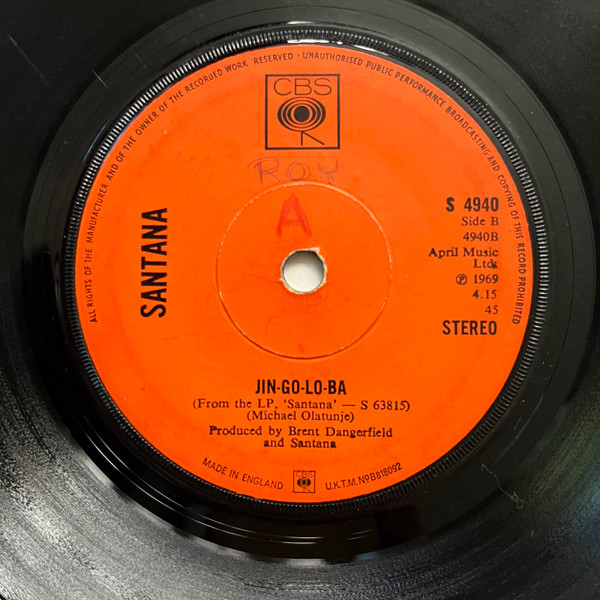 ALL RIGHTS OF THE MANUFACTURER AND OF THE OWNER OF THE RECORDED WORK RESERVED · UNAUTHORISED PUBLIC PERFORMANCE BROADCASTING AND COPYING OF THIS RECORD PROHIBITED
CBS
ROY
A
SANTANA
S 4940
Side B
4940B
April Music
Ltd.
℗ 1969
4.15
45
STEREO
JIN-GO-LO-BA
(From the LP, 'Santana' — S 63815)
(Michael Olatunje)
Produced by Brent Dangerfield
and Santana
MADE IN ENGLAND
CBS
U.K.T.M. NºB818092